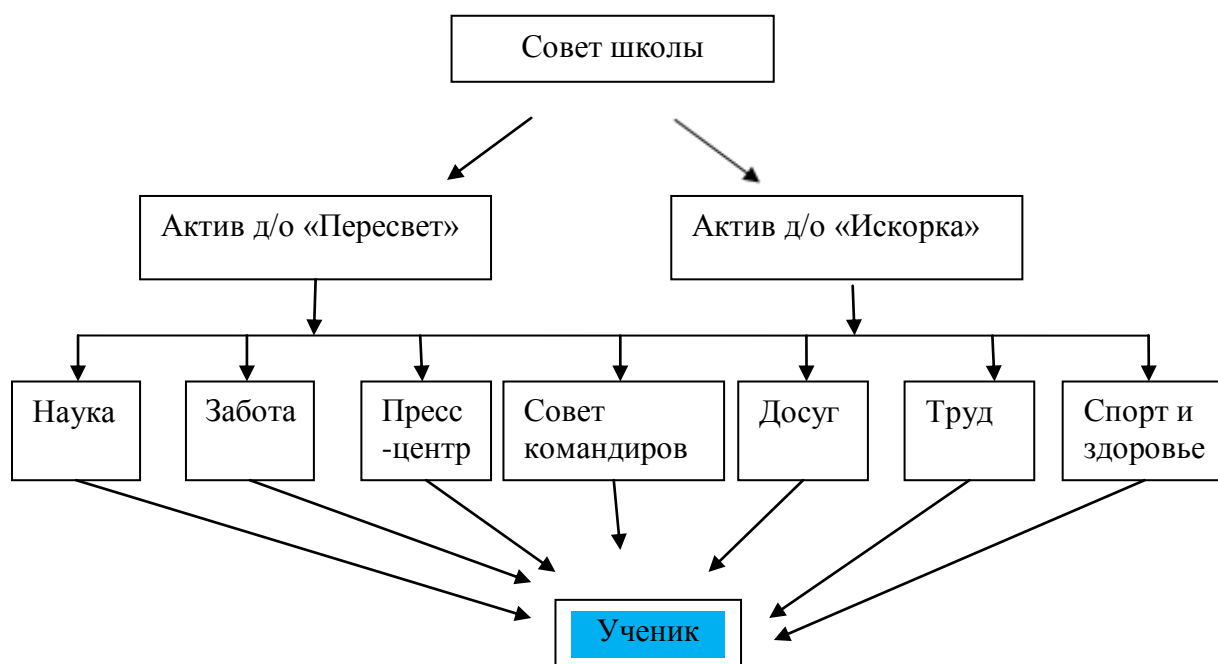 Совет школы
Актив д/о «Пересвет»
Актив д/о «Искорка»
Наука
Забота
Пресс
-центр
Совет
командиров
Досуг
Труд
Спорт и
здоровье
Ученик